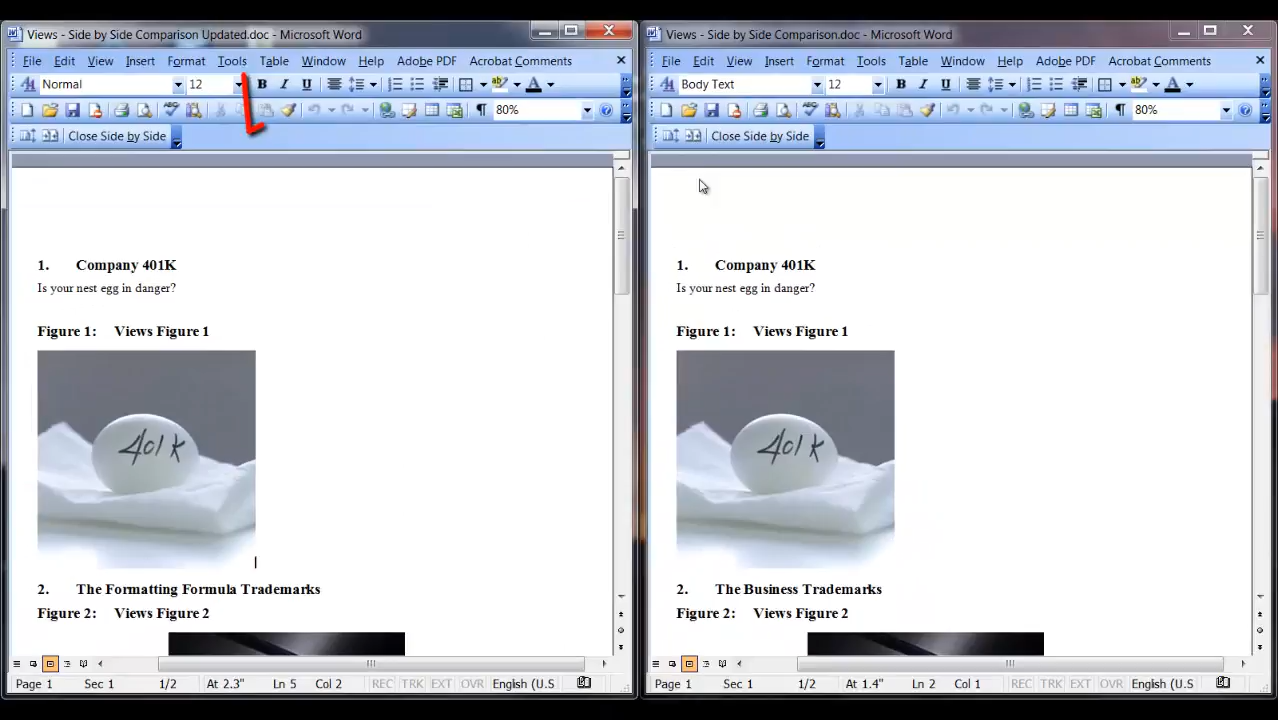 Views - Side by Side Comparison Updated.doc - Microsoft Word
File Edit View Insert Format Tools Table Window Help Adobe PDF Acrobat Comments
Normal 12 B I U A
80%
Close Side by Side
1. Company 401K
Is your nest egg in danger?
Figure 1: Views Figure 1
401K
2. The Formatting Formula Trademarks
Figure 2: Views Figure 2
Page 1 Sec 1 1/2 At 2.3" Ln 5 Col 2 REC TRK EXT OVR English (U.S
Views - Side by Side Comparison.doc - Microsoft Word
File Edit View Insert Format Tools Table Window Help Adobe PDF Acrobat Comments
Body Text 12 B I U A
80%
Close Side by Side
1. Company 401K
Is your nest egg in danger?
Figure 1: Views Figure 1
401K
2. The Business Trademarks
Figure 2: Views Figure 2
Page 1 Sec 1 1/2 At 1.4" Ln 2 Col 1 REC TRK EXT OVR English (U.S